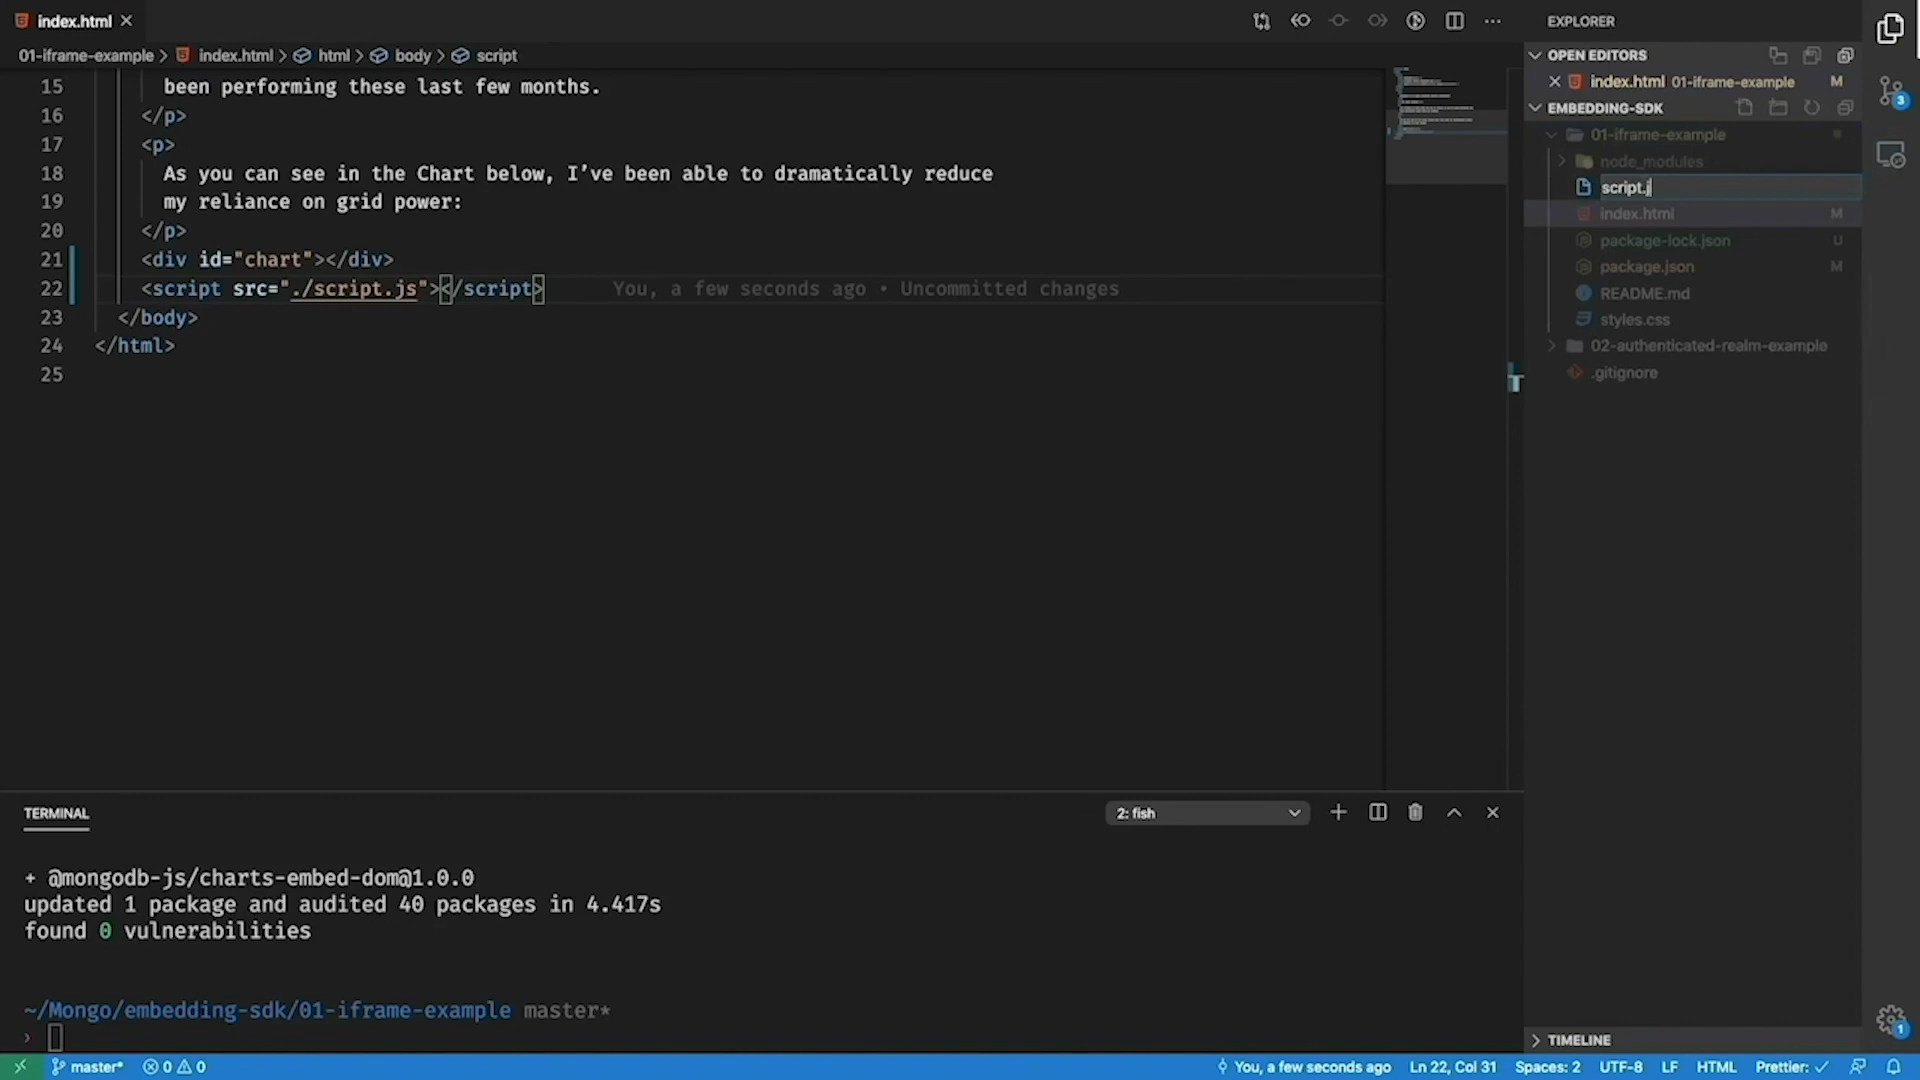 index.html
EXPLORER
01-iframe-example > index.html > html > body > script
OPEN EDITORS
index.html 01-iframe-example M
3
EMBEDDING-SDK
01-iframe-example
node_modules
script.j
index.html M
package-lock.json U
package.json M
README.md
styles.css
02-authenticated-realm-example
.gitignore
15 been performing these last few months.
16 </p>
17 <p>
18 As you can see in the Chart below, I’ve been able to dramatically reduce
19 my reliance on grid power:
20 </p>
21 <div id="chart"></div>
22 <script src="./script.js"></script> You, a few seconds ago • Uncommitted changes
23 </body>
24 </html>
25
TERMINAL
2: fish
+ @mongodb-js/charts-embed-dom@1.0.0
updated 1 package and audited 40 packages in 4.417s
found 0 vulnerabilities
~/Mongo/embedding-sdk/01-iframe-example master*
›
TIMELINE
1
master* 0 0 You, a few seconds ago Ln 22, Col 31 Spaces: 2 UTF-8 LF HTML Prettier: ✓